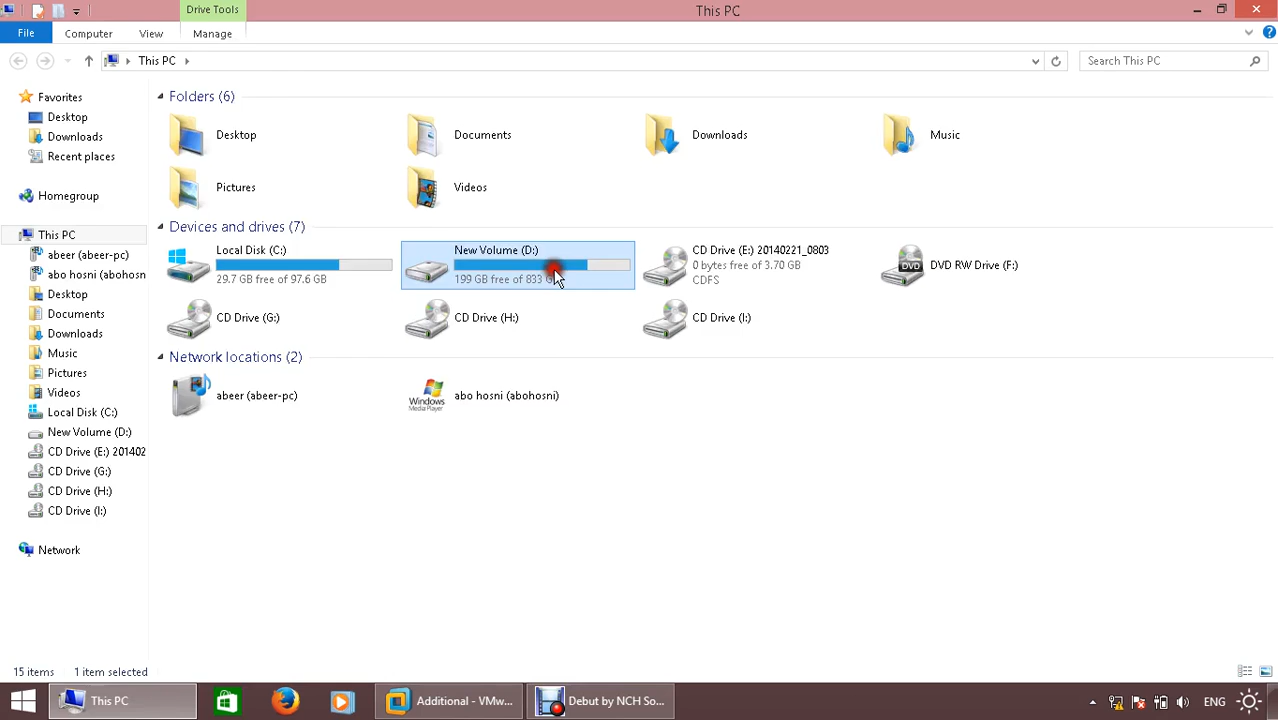 Drive Tools
This PC
File
Computer
View
Manage
This PC
Search This PC
Favorites
Desktop
Downloads
Recent places
Homegroup
This PC
abeer (abeer-pc)
abo hosni (abohosn
Desktop
Documents
Downloads
Music
Pictures
Videos
Local Disk (C:)
New Volume (D:)
CD Drive (E:) 201402
CD Drive (G:)
CD Drive (H:)
CD Drive (I:)
Network
Folders (6)
Desktop
Documents
Downloads
Music
Pictures
Videos
Devices and drives (7)
Local Disk (C:)
29.7 GB free of 97.6 GB
New Volume (D:)
199 GB free of 833
CD Drive (E:) 20140221_0803
0 bytes free of 3.70 GB
CDFS
DVD
DVD RW Drive (F:)
CD Drive (G:)
CD Drive (H:)
CD Drive (I:)
Network locations (2)
abeer (abeer-pc)
Windows
Media Player
abo hosni (abohosni)
15 items
1 item selected
This PC
Additional - VMw...
Debut by NCH So...
ENG